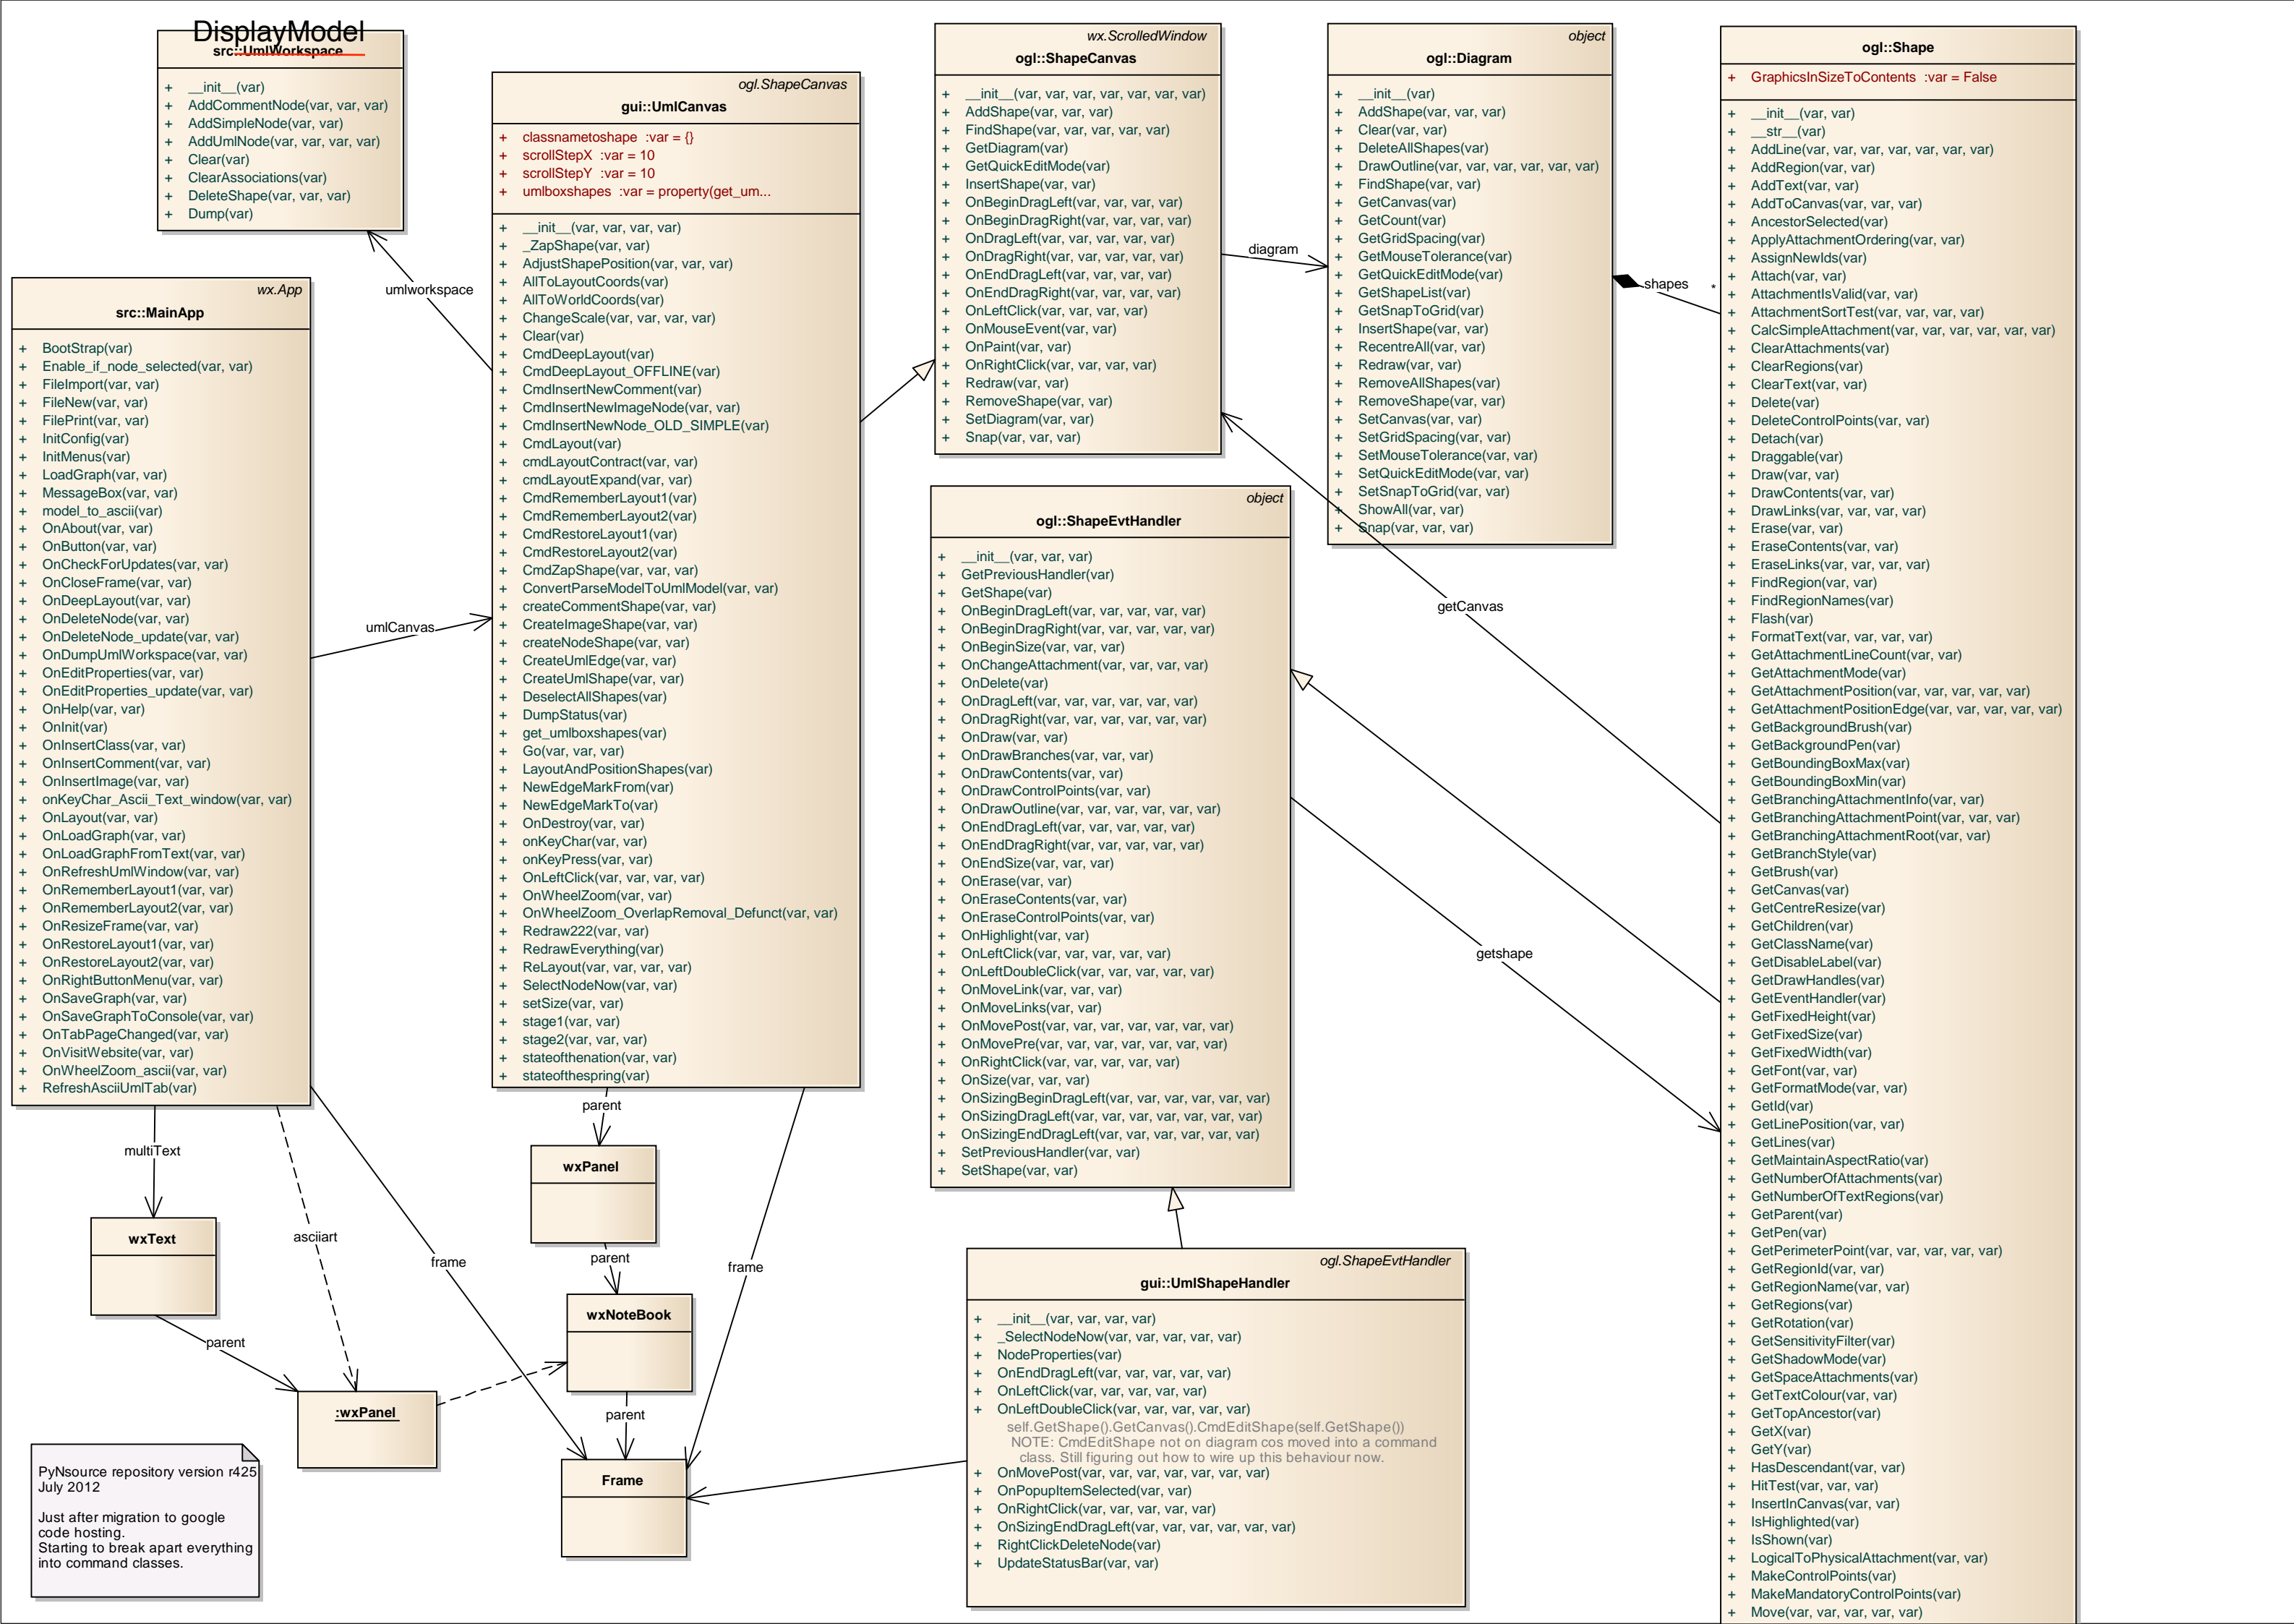 DisplayModel
src::UmlWorkspace
+ __init__(var)
+ AddCommentNode(var, var, var)
+ AddSimpleNode(var, var)
+ AddUmlNode(var, var, var, var)
+ Clear(var)
+ ClearAssociations(var)
+ DeleteShape(var, var, var)
+ Dump(var)
umlworkspace
wx.App
src::MainApp
+ BootStrap(var)
+ Enable_if_node_selected(var, var)
+ FileImport(var, var)
+ FileNew(var, var)
+ FilePrint(var, var)
+ InitConfig(var)
+ InitMenus(var)
+ LoadGraph(var, var)
+ MessageBox(var, var)
+ model_to_ascii(var)
+ OnAbout(var, var)
+ OnButton(var, var)
+ OnCheckForUpdates(var, var)
+ OnCloseFrame(var, var)
+ OnDeepLayout(var, var)
+ OnDeleteNode(var, var)
+ OnDeleteNode_update(var, var)
+ OnDumpUmlWorkspace(var, var)
+ OnEditProperties(var, var)
+ OnEditProperties_update(var, var)
+ OnHelp(var, var)
+ OnInit(var)
+ OnInsertClass(var, var)
+ OnInsertComment(var, var)
+ OnInsertImage(var, var)
+ onKeyChar_Ascii_Text_window(var, var)
+ OnLayout(var, var)
+ OnLoadGraph(var, var)
+ OnLoadGraphFromText(var, var)
+ OnRefreshUmlWindow(var, var)
+ OnRememberLayout1(var, var)
+ OnRememberLayout2(var, var)
+ OnResizeFrame(var, var)
+ OnRestoreLayout1(var, var)
+ OnRestoreLayout2(var, var)
+ OnRightButtonMenu(var, var)
+ OnSaveGraph(var, var)
+ OnSaveGraphToConsole(var, var)
+ OnTabPageChanged(var, var)
+ OnVisitWebsite(var, var)
+ OnWheelZoom_ascii(var, var)
+ RefreshAsciiUmlTab(var)
umlCanvas
ogl.ShapeCanvas
gui::UmlCanvas
+ classnametoshape :var = {}
+ scrollStepX :var = 10
+ scrollStepY :var = 10
+ umlboxshapes :var = property(get_um...
+ __init__(var, var, var, var)
+ _ZapShape(var, var)
+ AdjustShapePosition(var, var, var)
+ AllToLayoutCoords(var)
+ AllToWorldCoords(var)
+ ChangeScale(var, var, var, var)
+ Clear(var)
+ CmdDeepLayout(var)
+ CmdDeepLayout_OFFLINE(var)
+ CmdInsertNewComment(var)
+ CmdInsertNewImageNode(var, var)
+ CmdInsertNewNode_OLD_SIMPLE(var)
+ CmdLayout(var)
+ cmdLayoutContract(var, var)
+ cmdLayoutExpand(var, var)
+ CmdRememberLayout1(var)
+ CmdRememberLayout2(var)
+ CmdRestoreLayout1(var)
+ CmdRestoreLayout2(var)
+ CmdZapShape(var, var, var)
+ ConvertParseModelToUmlModel(var, var)
+ createCommentShape(var, var)
+ CreateImageShape(var, var)
+ createNodeShape(var, var)
+ CreateUmlEdge(var, var)
+ CreateUmlShape(var, var)
+ DeselectAllShapes(var)
+ DumpStatus(var)
+ get_umlboxshapes(var)
+ Go(var, var, var)
+ LayoutAndPositionShapes(var)
+ NewEdgeMarkFrom(var)
+ NewEdgeMarkTo(var)
+ OnDestroy(var, var)
+ onKeyChar(var, var)
+ onKeyPress(var, var)
+ OnLeftClick(var, var, var, var)
+ OnWheelZoom(var, var)
+ OnWheelZoom_OverlapRemoval_Defunct(var, var)
+ Redraw222(var, var)
+ RedrawEverything(var)
+ ReLayout(var, var, var, var)
+ SelectNodeNow(var, var)
+ setSize(var, var)
+ stage1(var, var)
+ stage2(var, var, var)
+ stateofthenation(var, var)
+ stateofthespring(var)
wx.ScrolledWindow
ogl::ShapeCanvas
+ __init__(var, var, var, var, var, var, var)
+ AddShape(var, var, var)
+ FindShape(var, var, var, var, var)
+ GetDiagram(var)
+ GetQuickEditMode(var)
+ InsertShape(var, var)
+ OnBeginDragLeft(var, var, var, var)
+ OnBeginDragRight(var, var, var, var)
+ OnDragLeft(var, var, var, var, var)
+ OnDragRight(var, var, var, var, var)
+ OnEndDragLeft(var, var, var, var)
+ OnEndDragRight(var, var, var, var)
+ OnLeftClick(var, var, var, var)
+ OnMouseEvent(var, var)
+ OnPaint(var, var)
+ OnRightClick(var, var, var, var)
+ Redraw(var, var)
+ RemoveShape(var, var)
+ SetDiagram(var, var)
+ Snap(var, var, var)
diagram
object
ogl::Diagram
+ __init__(var)
+ AddShape(var, var, var)
+ Clear(var, var)
+ DeleteAllShapes(var)
+ DrawOutline(var, var, var, var, var, var)
+ FindShape(var, var)
+ GetCanvas(var)
+ GetCount(var)
+ GetGridSpacing(var)
+ GetMouseTolerance(var)
+ GetQuickEditMode(var)
+ GetShapeList(var)
+ GetSnapToGrid(var)
+ InsertShape(var, var)
+ RecentreAll(var, var)
+ Redraw(var, var)
+ RemoveAllShapes(var)
+ RemoveShape(var, var)
+ SetCanvas(var, var)
+ SetGridSpacing(var, var)
+ SetMouseTolerance(var, var)
+ SetQuickEditMode(var, var)
+ SetSnapToGrid(var, var)
+ ShowAll(var, var)
+ Snap(var, var, var)
shapes *
getCanvas
getshape
object
ogl::ShapeEvtHandler
+ __init__(var, var, var)
+ GetPreviousHandler(var)
+ GetShape(var)
+ OnBeginDragLeft(var, var, var, var, var)
+ OnBeginDragRight(var, var, var, var, var)
+ OnBeginSize(var, var, var)
+ OnChangeAttachment(var, var, var, var)
+ OnDelete(var)
+ OnDragLeft(var, var, var, var, var, var)
+ OnDragRight(var, var, var, var, var, var)
+ OnDraw(var, var)
+ OnDrawBranches(var, var, var)
+ OnDrawContents(var, var)
+ OnDrawControlPoints(var, var)
+ OnDrawOutline(var, var, var, var, var, var)
+ OnEndDragLeft(var, var, var, var, var)
+ OnEndDragRight(var, var, var, var, var)
+ OnEndSize(var, var, var)
+ OnErase(var, var)
+ OnEraseContents(var, var)
+ OnEraseControlPoints(var, var)
+ OnHighlight(var, var)
+ OnLeftClick(var, var, var, var, var)
+ OnLeftDoubleClick(var, var, var, var, var)
+ OnMoveLink(var, var)
+ OnMoveLinks(var, var)
+ OnMovePost(var, var, var, var, var, var, var)
+ OnMovePre(var, var, var, var, var, var, var)
+ OnRightClick(var, var, var, var, var)
+ OnSize(var, var, var)
+ OnSizingBeginDragLeft(var, var, var, var, var, var)
+ OnSizingDragLeft(var, var, var, var, var, var, var)
+ OnSizingEndDragLeft(var, var, var, var, var, var)
+ SetPreviousHandler(var, var)
+ SetShape(var, var)
ogl::Shape
+ GraphicsInSizeToContents :var = False
+ __init__(var, var)
+ __str__(var)
+ AddLine(var, var, var, var, var, var, var)
+ AddRegion(var, var)
+ AddText(var, var)
+ AddToCanvas(var, var, var)
+ AncestorSelected(var)
+ ApplyAttachmentOrdering(var, var)
+ AssignNewIds(var)
+ Attach(var, var)
+ AttachmentIsValid(var, var)
+ AttachmentSortTest(var, var, var, var)
+ CalcSimpleAttachment(var, var, var, var, var, var)
+ ClearAttachments(var)
+ ClearRegions(var)
+ ClearText(var, var)
+ Delete(var)
+ DeleteControlPoints(var, var)
+ Detach(var)
+ Draggable(var)
+ Draw(var, var)
+ DrawContents(var, var)
+ DrawLinks(var, var, var, var)
+ Erase(var, var)
+ EraseContents(var, var)
+ EraseLinks(var, var, var, var)
+ FindRegion(var, var)
+ FindRegionNames(var)
+ Flash(var)
+ FormatText(var, var, var, var)
+ GetAttachmentLineCount(var, var)
+ GetAttachmentMode(var)
+ GetAttachmentPosition(var, var, var, var, var)
+ GetAttachmentPositionEdge(var, var, var, var, var)
+ GetBackgroundBrush(var)
+ GetBackgroundPen(var)
+ GetBoundingBoxMax(var)
+ GetBoundingBoxMin(var)
+ GetBranchingAttachmentInfo(var, var)
+ GetBranchingAttachmentPoint(var, var, var)
+ GetBranchingAttachmentRoot(var, var)
+ GetBranchStyle(var)
+ GetBrush(var)
+ GetCanvas(var)
+ GetCentreResize(var)
+ GetChildren(var)
+ GetClassName(var)
+ GetDisableLabel(var)
+ GetDrawHandles(var)
+ GetEventHandler(var)
+ GetFixedHeight(var)
+ GetFixedSize(var)
+ GetFixedWidth(var)
+ GetFont(var, var)
+ GetFormatMode(var, var)
+ GetId(var)
+ GetLinePosition(var, var)
+ GetLines(var)
+ GetMaintainAspectRatio(var)
+ GetNumberOfAttachments(var)
+ GetNumberOfTextRegions(var)
+ GetParent(var)
+ GetPen(var)
+ GetPerimeterPoint(var, var, var, var, var)
+ GetRegionId(var, var)
+ GetRegionName(var, var)
+ GetRegions(var)
+ GetRotation(var)
+ GetSensitivityFilter(var)
+ GetShadowMode(var)
+ GetSpaceAttachments(var)
+ GetTextColour(var, var)
+ GetTopAncestor(var)
+ GetX(var)
+ GetY(var)
+ HasDescendant(var, var)
+ HitTest(var, var, var)
+ InsertInCanvas(var, var)
+ IsHighlighted(var)
+ IsShown(var)
+ LogicalToPhysicalAttachment(var, var)
+ MakeControlPoints(var)
+ MakeMandatoryControlPoints(var)
+ Move(var, var, var, var, var)
multiText
asciiart
frame
parent
wxPanel
parent
frame
wxText
parent
wxNoteBook
parent
:wxPanel
Frame
PyNsource repository version r425
July 2012
Just after migration to google
code hosting.
Starting to break apart everything
into command classes.
ogl.ShapeEvtHandler
gui::UmlShapeHandler
+ __init__(var, var, var, var)
+ _SelectNodeNow(var, var, var, var, var)
+ NodeProperties(var)
+ OnEndDragLeft(var, var, var, var, var)
+ OnLeftClick(var, var, var, var, var)
+ OnLeftDoubleClick(var, var, var, var, var)
self.GetShape().GetCanvas().CmdEditShape(self.GetShape())
NOTE: CmdEditShape not on diagram cos moved into a command
class. Still figuring out how to wire up this behaviour now.
+ OnMovePost(var, var, var, var, var, var, var)
+ OnPopupItemSelected(var, var)
+ OnRightClick(var, var, var, var, var)
+ OnSizingEndDragLeft(var, var, var, var, var, var)
+ RightClickDeleteNode(var)
+ UpdateStatusBar(var, var)